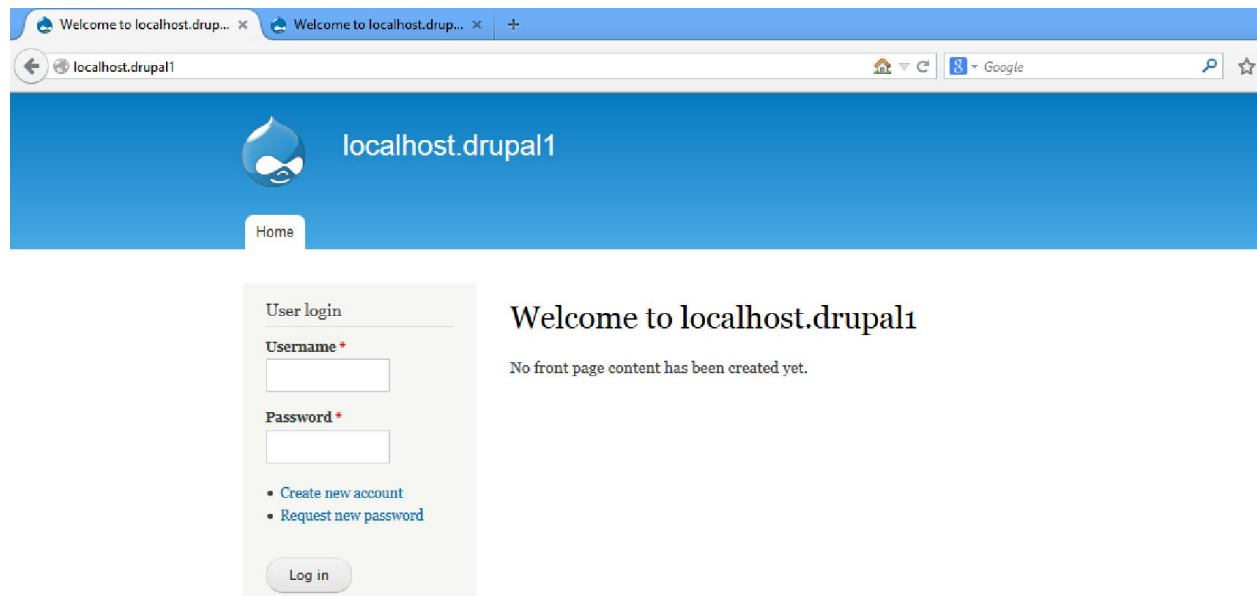 Welcome to localhost.drup...
Welcome to localhost.drup...
localhost.drupal1
Google
localhost.drupal1
Home
User login
Username *
Password *
Create new account
Request new password
Log in
Welcome to localhost.drupal1
No front page content has been created yet.